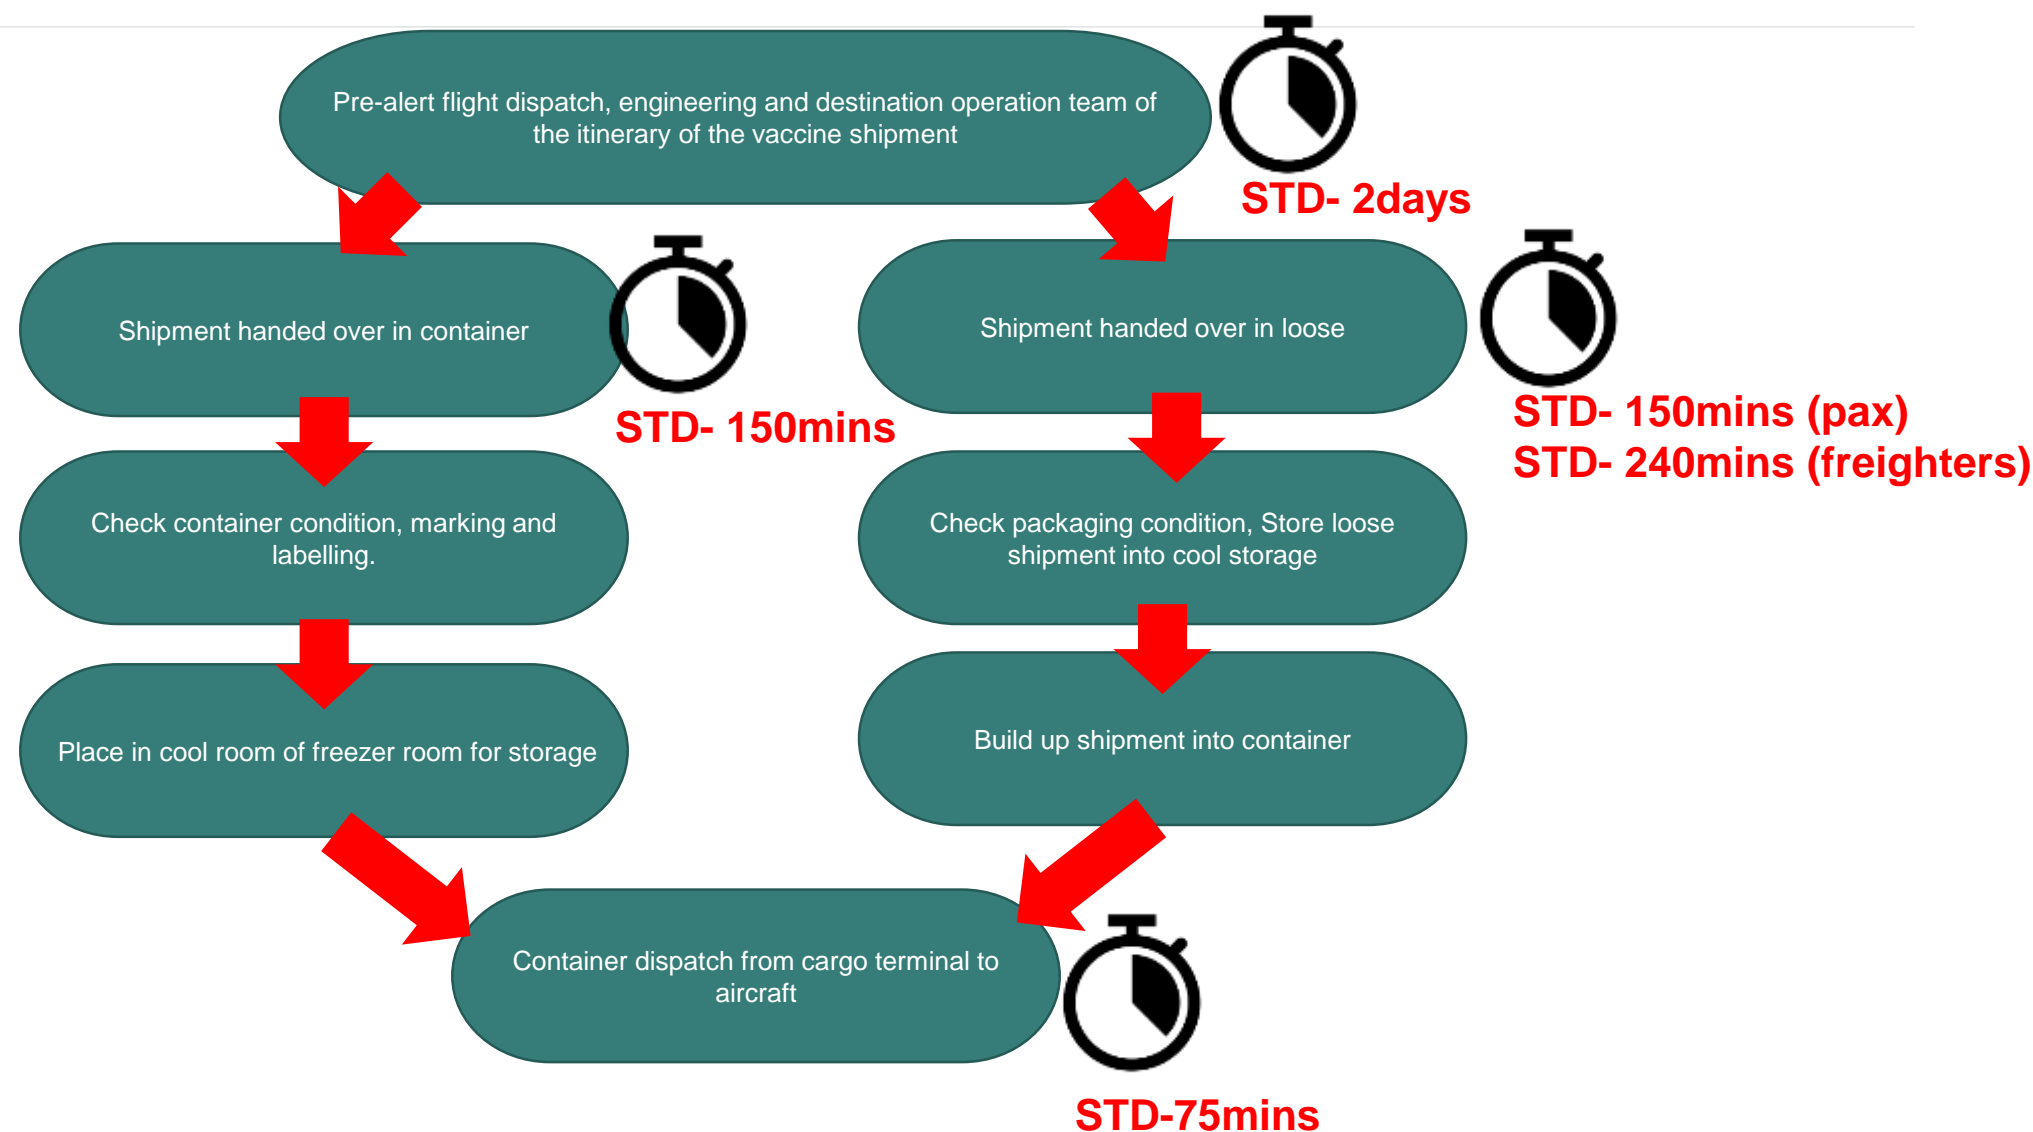 Pre-alert flight dispatch, engineering and destination operation team of
the itinerary of the vaccine shipment
STD- 2days
Shipment handed over in container
STD- 150mins
Shipment handed over in loose
STD- 150mins (pax)
STD- 240mins (freighters)
Check container condition, marking and
labelling.
Check packaging condition, Store loose
shipment into cool storage
Place in cool room of freezer room for storage
Build up shipment into container
Container dispatch from cargo terminal to
aircraft
STD-75mins